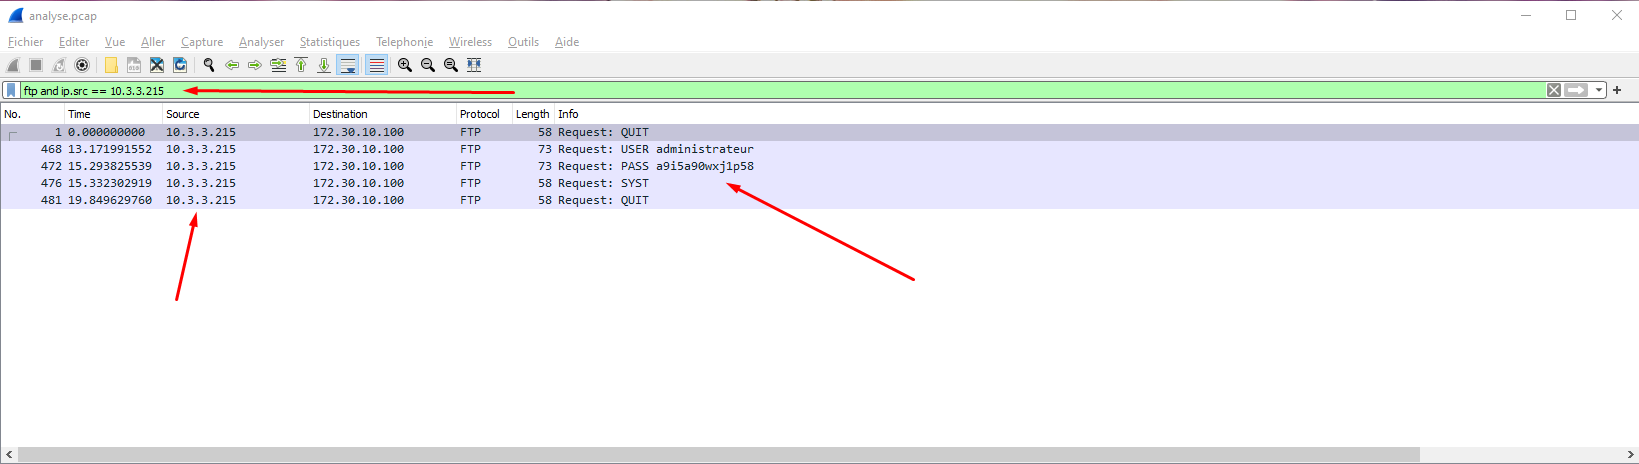 analyse.pcap
Fichier Editer Vue Aller Capture Analyser Statistiques Telephonie Wireless Outils Aide
ftp and ip.src == 10.3.3.215
No. Time Source Destination Protocol Length Info
1 0.000000000 10.3.3.215 172.30.10.100 FTP 58 Request: QUIT
468 13.171991552 10.3.3.215 172.30.10.100 FTP 73 Request: USER administrateur
472 15.293825539 10.3.3.215 172.30.10.100 FTP 73 Request: PASS a9i5a90wxj1p58
476 15.332302919 10.3.3.215 172.30.10.100 FTP 58 Request: SYST
481 19.849629760 10.3.3.215 172.30.10.100 FTP 58 Request: QUIT